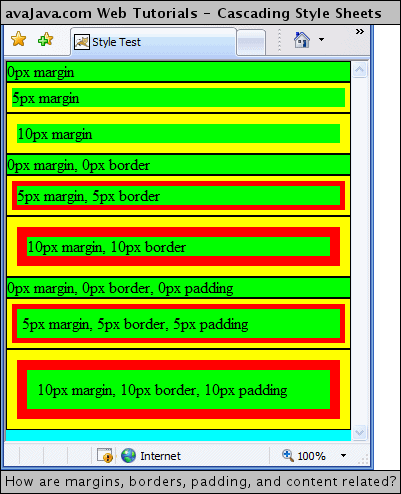 avaJava.com Web Tutorials - Cascading Style Sheets
Style Test
0px margin
5px margin
10px margin
0px margin, 0px border
5px margin, 5px border
10px margin, 10px border
0px margin, 0px border, 0px padding
5px margin, 5px border, 5px padding
10px margin, 10px border, 10px padding
Internet 100%
How are margins, borders, padding, and content related?